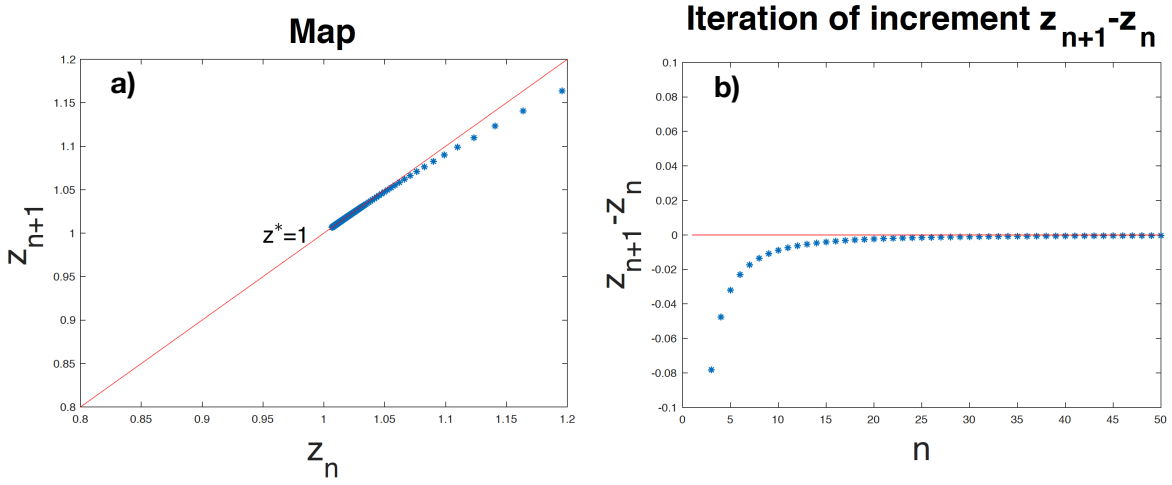 Map
a)
1.2
1.15
1.1
1.05
1
0.95
0.9
0.85
0.8
z*=1
0.8 0.85 0.9 0.95 1 1.05 1.1 1.15 1.2
z_n
z_{n+1}
Iteration of increment z_{n+1}-z_n
b)
0.1
0.08
0.06
0.04
0.02
0
-0.02
-0.04
-0.06
-0.08
-0.1
0 5 10 15 20 25 30 35 40 45 50
n
z_{n+1}-z_n